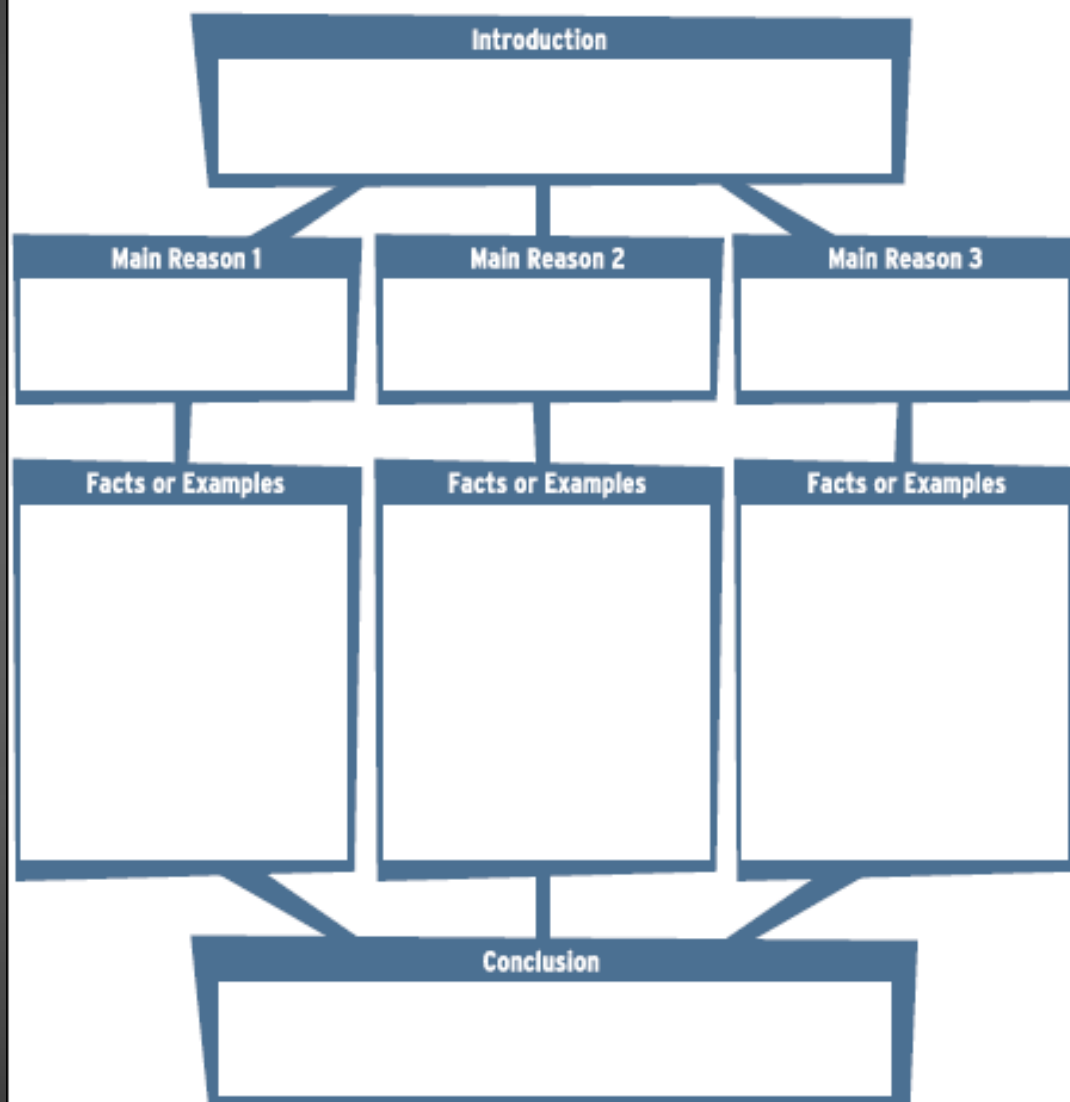 Introduction
Main Reason 1
Main Reason 2
Main Reason 3
Facts or Examples
Facts or Examples
Facts or Examples
Conclusion